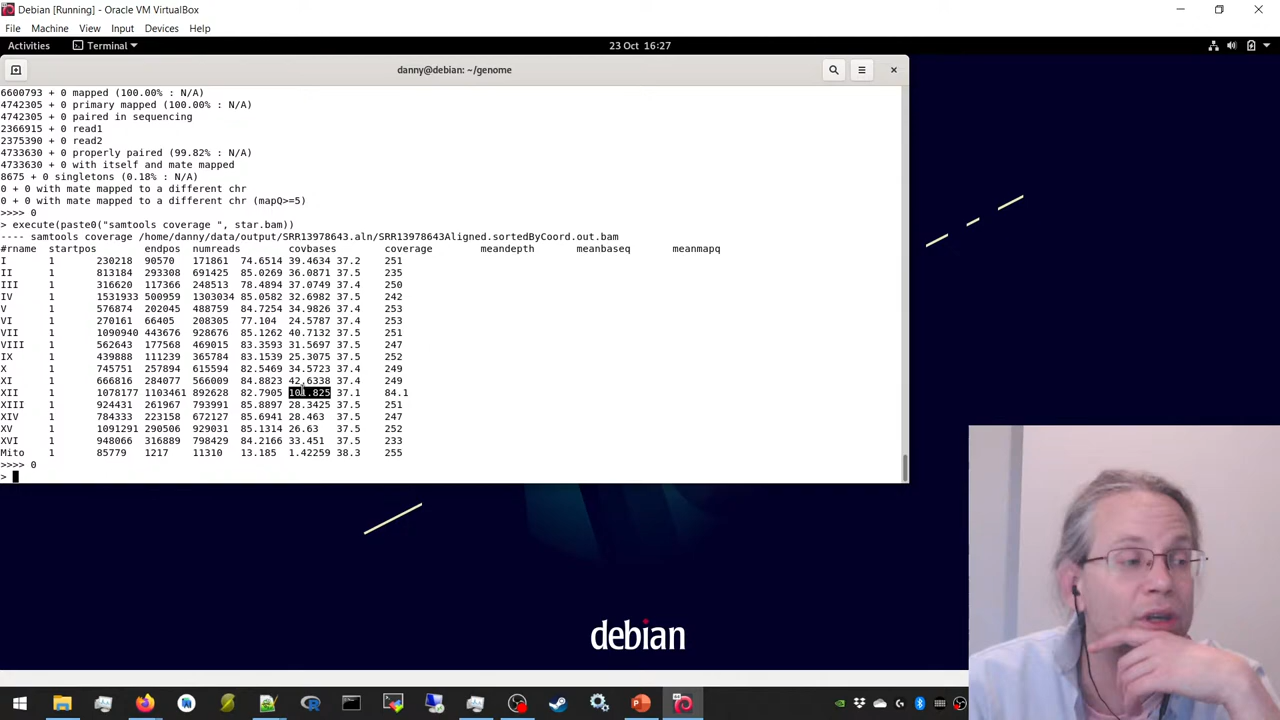 Debian [Running] - Oracle VM VirtualBox
File Machine View Input Devices Help
Activities Terminal 23 Oct 16:27
danny@debian: ~/genome
6600793 + 0 mapped (100.00% : N/A)
4742305 + 0 primary mapped (100.00% : N/A)
4742305 + 0 paired in sequencing
2366915 + 0 read1
2375390 + 0 read2
4733630 + 0 properly paired (99.82% : N/A)
4733630 + 0 with itself and mate mapped
8675 + 0 singletons (0.18% : N/A)
0 + 0 with mate mapped to a different chr
0 + 0 with mate mapped to a different chr (mapQ>=5)
>>>> 0
> execute(paste0("samtools coverage ", star.bam))
---- samtools coverage /home/danny/data/output/SRR13978643.aln/SRR13978643Aligned.sortedByCoord.out.bam
#rname startpos endpos numreads covbases coverage meandepth meanbaseq meanmapq
I 1 230218 90570 171861 74.6514 39.4634 37.2 251
II 1 813184 293308 691425 85.0269 36.0871 37.5 235
III 1 316620 117366 248513 78.4894 37.0749 37.4 250
IV 1 1531933 500959 1303034 85.0582 32.6982 37.5 242
V 1 576874 202045 488759 84.7254 34.9826 37.4 253
VI 1 270161 66405 208305 77.104 24.5787 37.4 253
VII 1 1090940 443676 928676 85.1262 40.7132 37.5 251
VIII 1 562643 177568 469015 83.3593 31.5697 37.5 247
IX 1 439888 111239 365784 83.1539 25.3075 37.5 252
X 1 745751 257894 615594 82.5469 34.5723 37.4 249
XI 1 666816 284077 566009 84.8823 42.6338 37.4 249
XII 1 1078177 1103461 892628 82.7905 101.825 37.1 84.1
XIII 1 924431 261967 793991 85.8897 28.3425 37.5 251
XIV 1 784333 223158 672127 85.6941 28.463 37.5 247
XV 1 1091291 290506 929031 85.1314 26.63 37.5 252
XVI 1 948066 316889 798429 84.2166 33.451 37.5 233
Mito 1 85779 1217 11310 13.185 1.42259 38.3 255
>>>> 0
>
debian